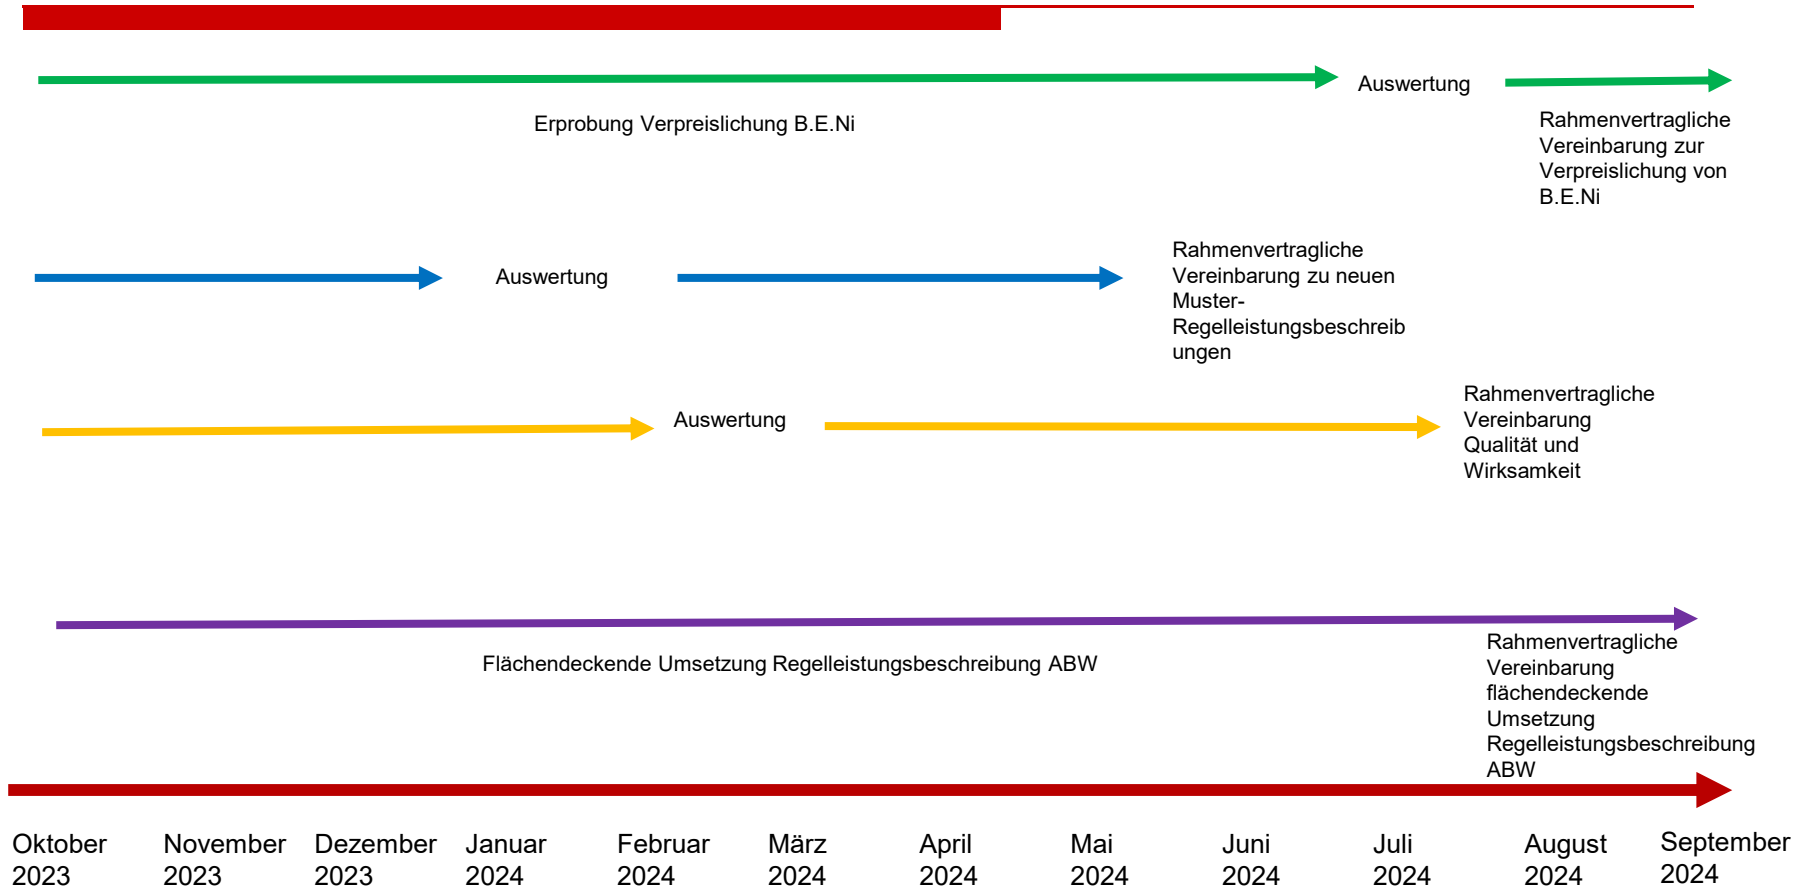 Auswertung
Erprobung Verpreislichung B.E.Ni
Rahmenvertragliche
Vereinbarung zur
Verpreislichung von
B.E.Ni
Auswertung
Rahmenvertragliche
Vereinbarung zu neuen
Muster-
Regelleistungsbeschreib
ungen
Auswertung
Rahmenvertragliche
Vereinbarung
Qualität und
Wirksamkeit
Flächendeckende Umsetzung Regelleistungsbeschreibung ABW
Rahmenvertragliche
Vereinbarung
flächendeckende
Umsetzung
Regelleistungsbeschreibung
ABW
Oktober
2023
November
2023
Dezember
2023
Januar
2024
Februar
2024
März
2024
April
2024
Mai
2024
Juni
2024
Juli
2024
August
2024
September
2024